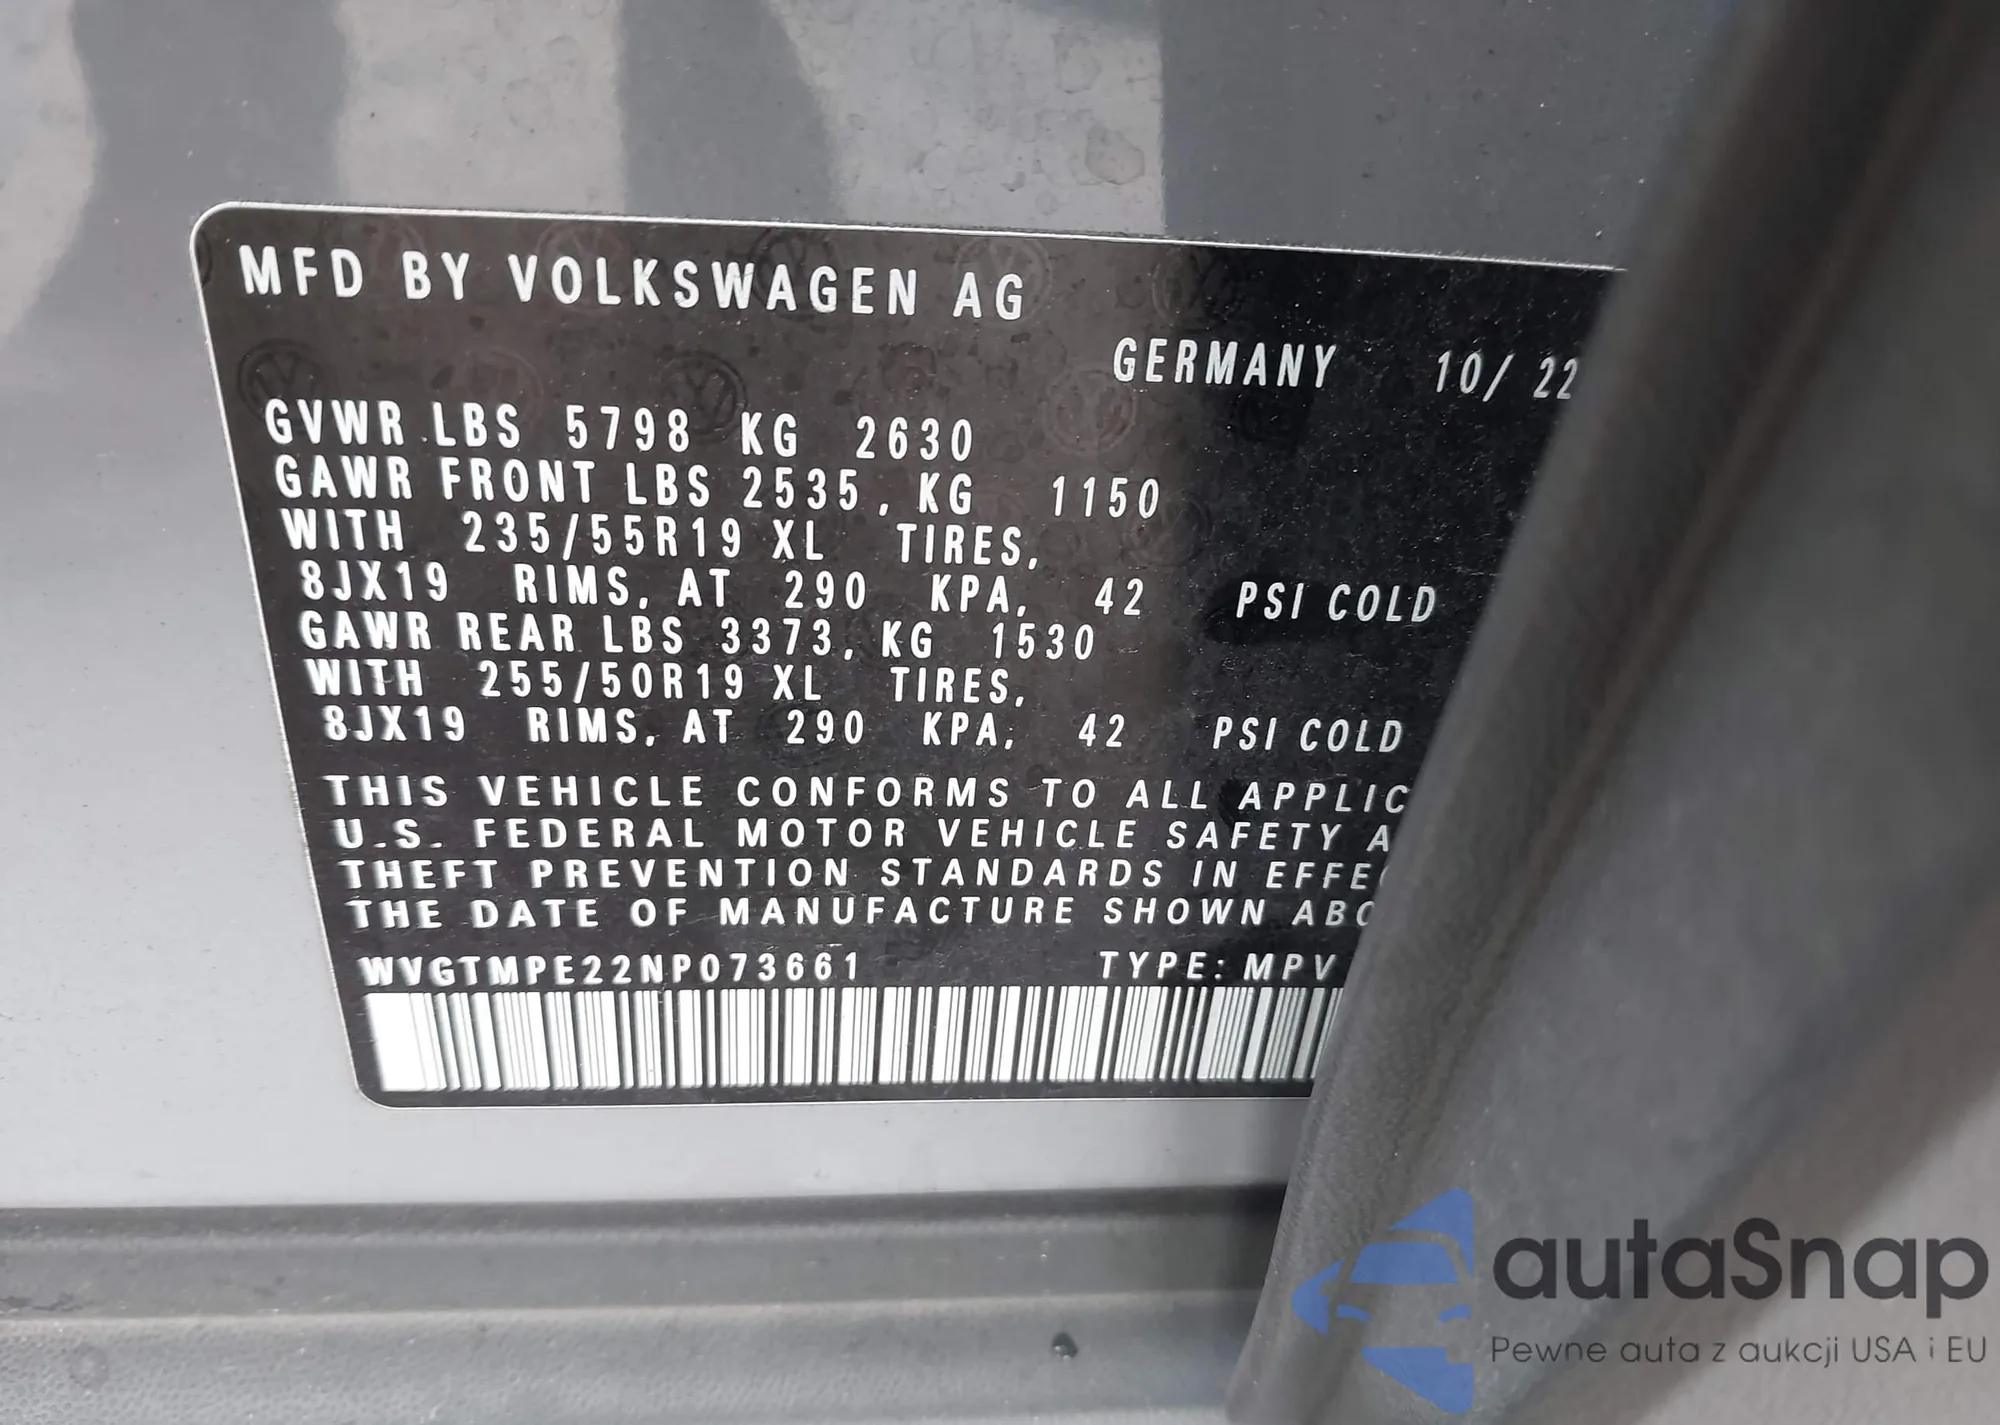 MFD BY VOLKSWAGEN AG
GERMANY 10/ 22
GVWR LBS 5798 KG 2630
GAWR FRONT LBS 2535, KG 1150
WITH 235/55R19 XL TIRES,
8JX19 RIMS, AT 290 KPA, 42 PSI COLD
GAWR REAR LBS 3373, KG 1530
WITH 255/50R19 XL TIRES,
8JX19 RIMS, AT 290 KPA, 42 PSI COLD
THIS VEHICLE CONFORMS TO ALL APPLIC
U.S. FEDERAL MOTOR VEHICLE SAFETY A
THEFT PREVENTION STANDARDS IN EFFEC
THE DATE OF MANUFACTURE SHOWN ABO
WVGTMPE22NP073661 TYPE: MPV
autaSnap
Pewne auta z aukcji USA i EU